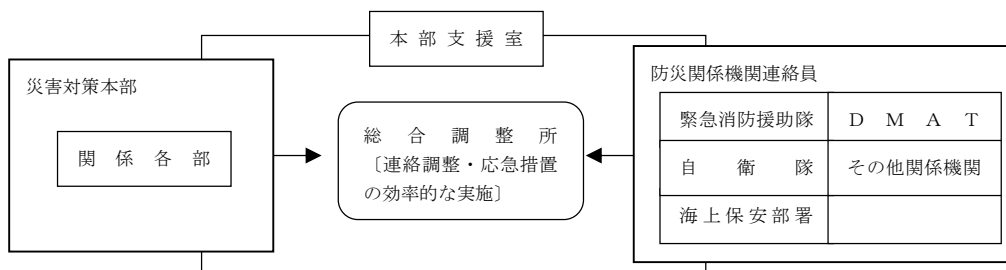 本部支援室
災害対策本部
関係各部
総合調整所
〔連絡調整・応急措置
の効率的な実施〕
防災関係機関連絡員
緊急消防援助隊
DMAT
自衛隊
その他関係機関
海上保安部署